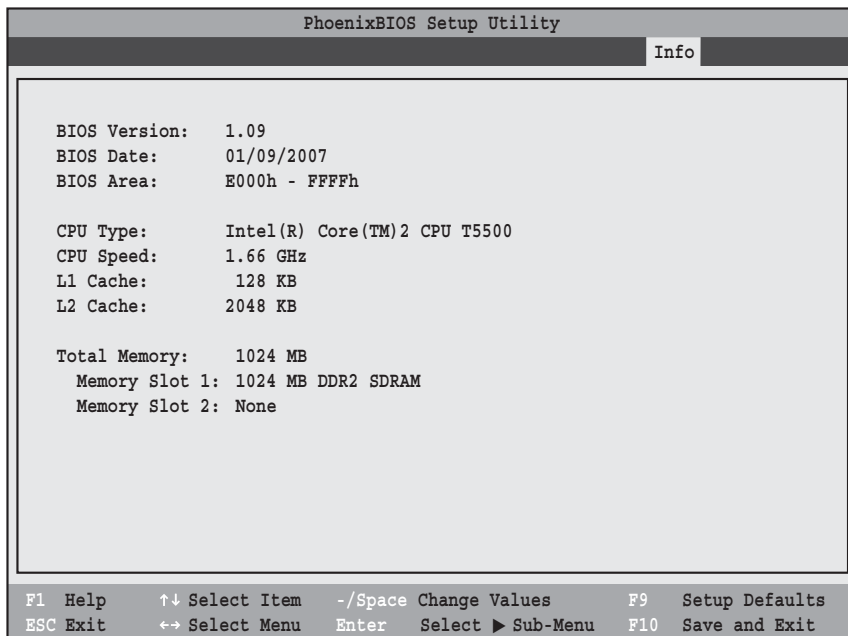 PhoenixBIOS Setup Utility
Info
BIOS Version: 1.09
BIOS Date: 01/09/2007
BIOS Area: E000h - FFFFh
CPU Type: Intel(R) Core(TM)2 CPU T5500
CPU Speed: 1.66 GHz
L1 Cache: 128 KB
L2 Cache: 2048 KB
Total Memory: 1024 MB
Memory Slot 1: 1024 MB DDR2 SDRAM
Memory Slot 2: None
F1 Help ↑↓ Select Item -/Space Change Values F9 Setup Defaults
ESC Exit ←→ Select Menu Enter Select ▶ Sub-Menu F10 Save and Exit